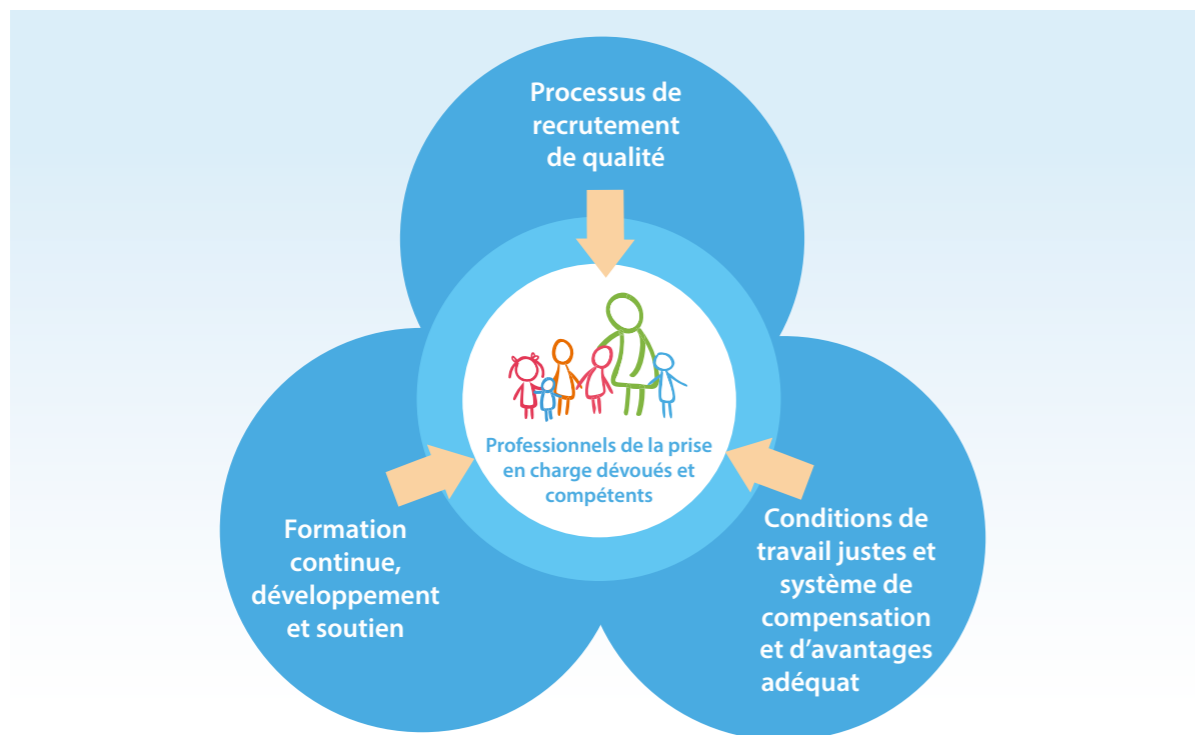 Processus de
recrutement
de qualité
Professionnels de la prise
en charge dévoués et
compétents
Formation
continue,
développement
et soutien
Conditions de
travail justes et
système de
compensation
et d’avantages
adéquat